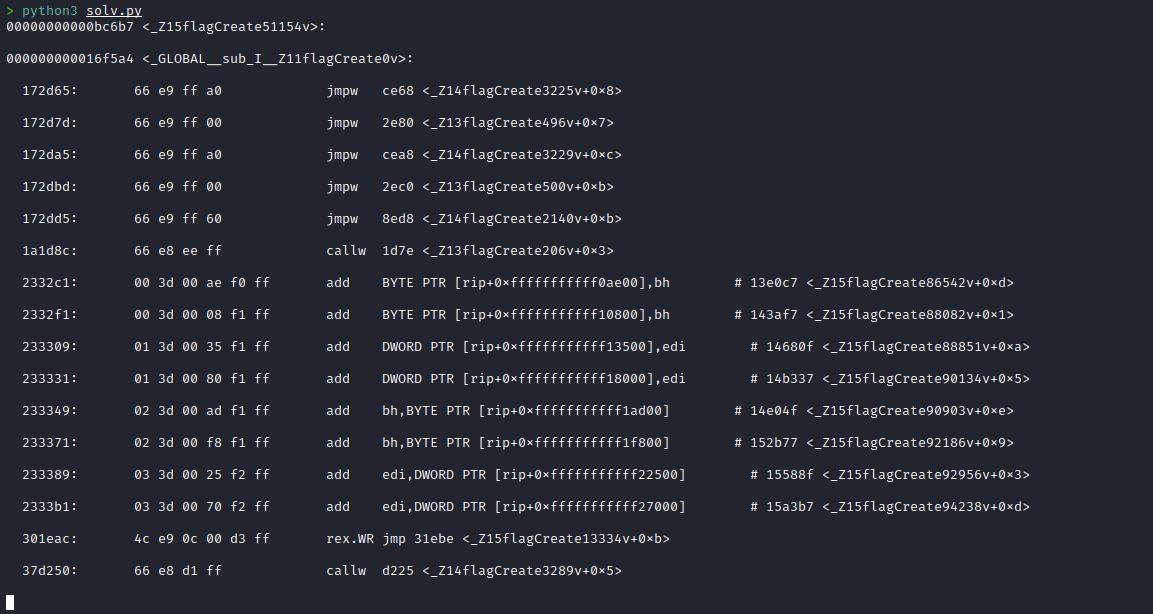 > python3 solv.py
00000000000bc6b7 <_Z15flagCreate51154v>:
000000000016f5a4 <_GLOBAL__sub_I__Z11flagCreate0v>:
172d65: 66 e9 ff a0 jmpw ce68 <_Z14flagCreate3225v+0×8>
172d7d: 66 e9 ff 00 jmpw 2e80 <_Z13flagCreate496v+0×7>
172da5: 66 e9 ff a0 jmpw cea8 <_Z14flagCreate3229v+0×c>
172dbd: 66 e9 ff 00 jmpw 2ec0 <_Z13flagCreate500v+0×b>
172dd5: 66 e9 ff 60 jmpw 8ed8 <_Z14flagCreate2140v+0×b>
1a1d8c: 66 e8 ee ff callw 1d7e <_Z13flagCreate206v+0×3>
2332c1: 00 3d 00 ae f0 ff add BYTE PTR [rip+0×fffffffffff0ae00],bh # 13e0c7 <_Z15flagCreate86542v+0×d>
2332f1: 00 3d 00 08 f1 ff add BYTE PTR [rip+0×fffffffffff10800],bh # 143af7 <_Z15flagCreate88082v+0×1>
233309: 01 3d 00 35 f1 ff add DWORD PTR [rip+0×fffffffffff13500],edi # 14680f <_Z15flagCreate88851v+0×a>
233331: 01 3d 00 80 f1 ff add DWORD PTR [rip+0×fffffffffff18000],edi # 14b337 <_Z15flagCreate90134v+0×5>
233349: 02 3d 00 ad f1 ff add bh,BYTE PTR [rip+0×fffffffffff1ad00] # 14e04f <_Z15flagCreate90903v+0×e>
233371: 02 3d 00 f8 f1 ff add bh,BYTE PTR [rip+0×fffffffffff1f800] # 152b77 <_Z15flagCreate92186v+0×9>
233389: 03 3d 00 25 f2 ff add edi,DWORD PTR [rip+0×fffffffffff22500] # 15588f <_Z15flagCreate92956v+0×3>
2333b1: 03 3d 00 70 f2 ff add edi,DWORD PTR [rip+0×fffffffffff27000] # 15a3b7 <_Z15flagCreate94238v+0×d>
301eac: 4c e9 0c 00 d3 ff rex.WR jmp 31ebe <_Z15flagCreate13334v+0×b>
37d250: 66 e8 d1 ff callw d225 <_Z14flagCreate3289v+0×5>